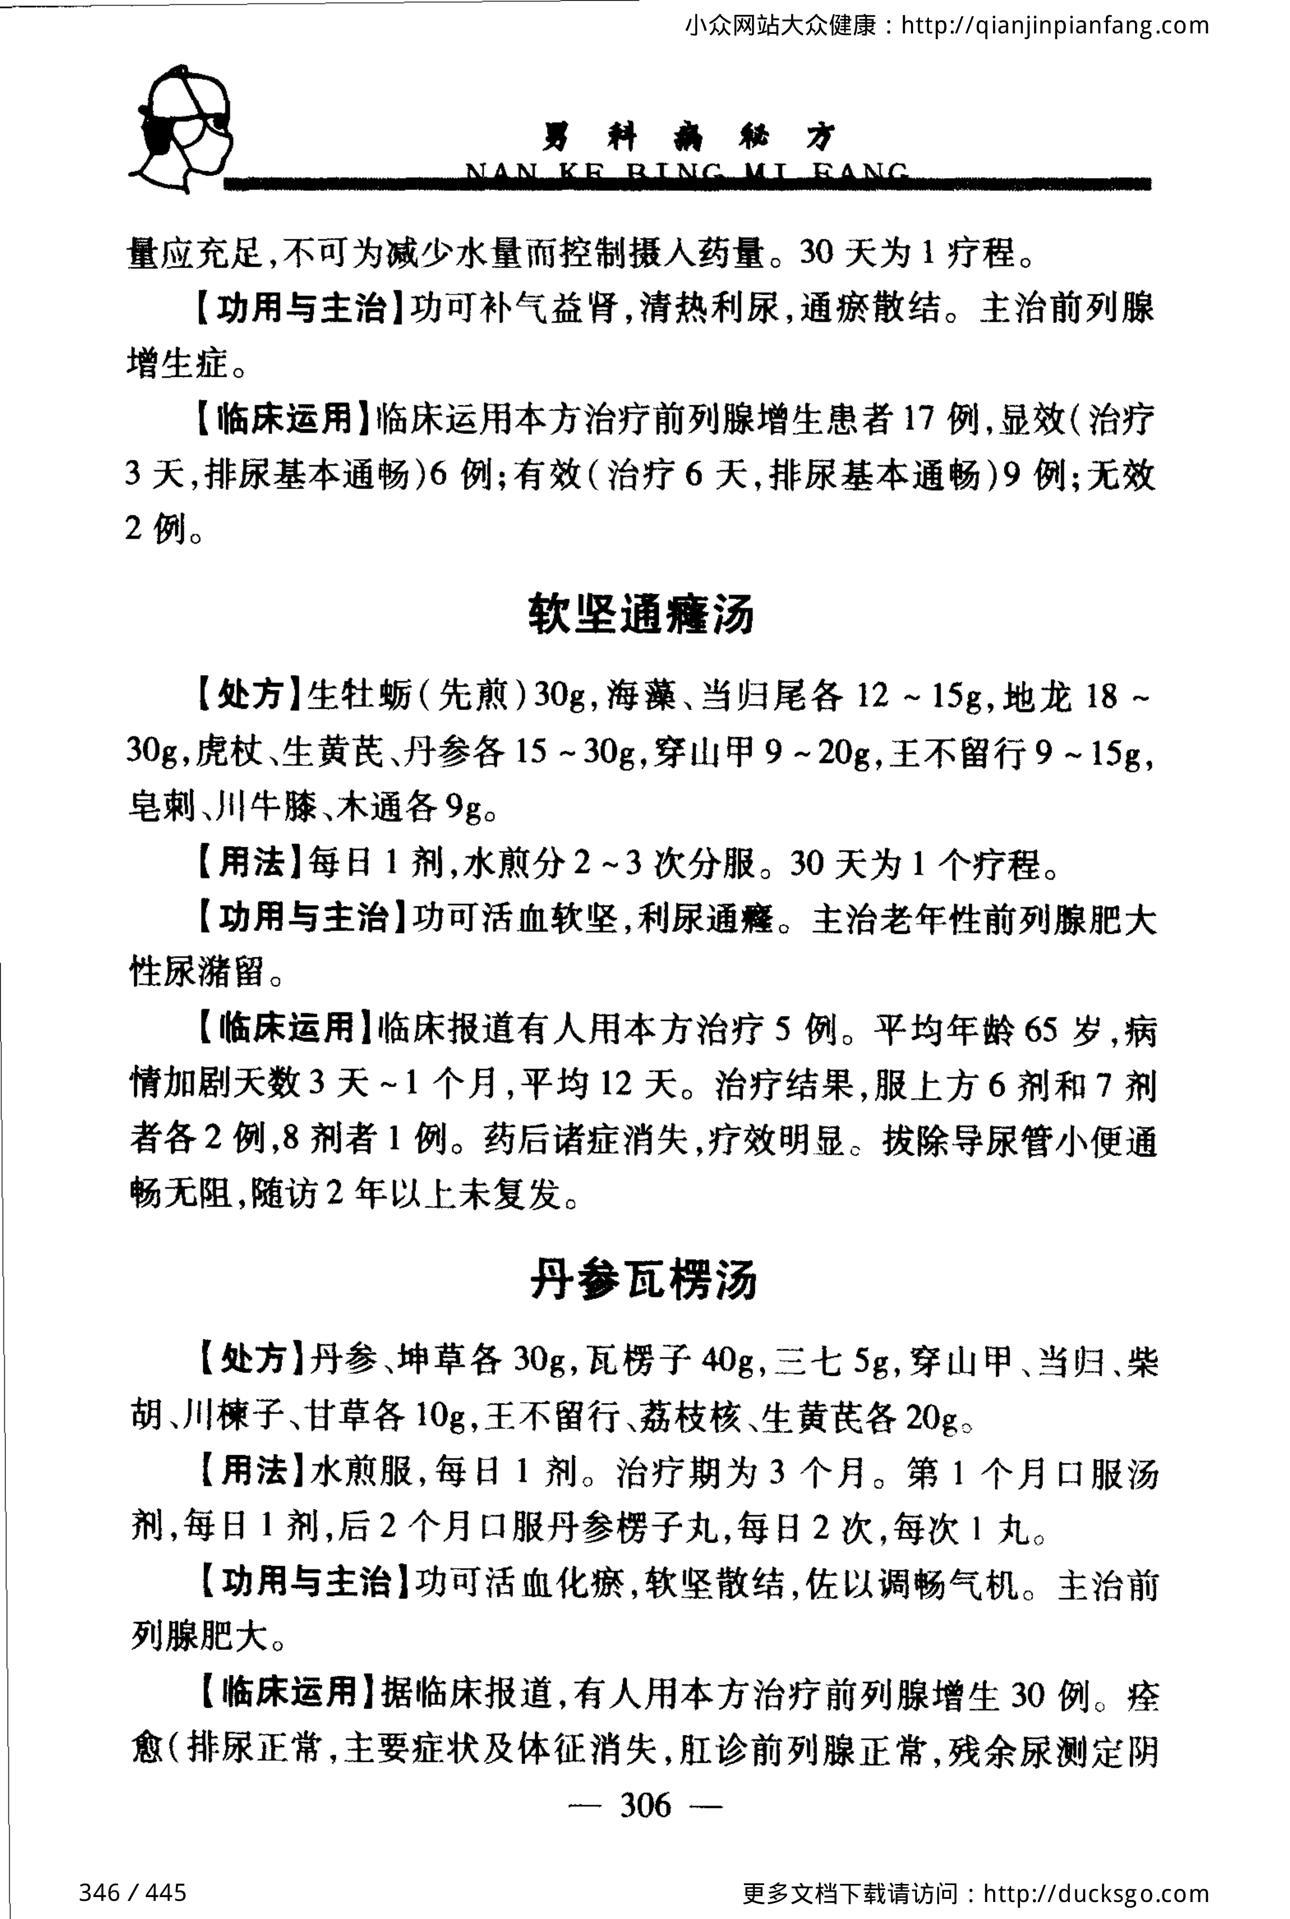 小众网站大众健康：http://qianjinpianfang.com
男科病秘方
NAN KE BING MI FANG
量应充足,不可为减少水量而控制摄入药量。30 天为 1 疗程。
【功用与主治】功可补气益肾,清热利尿,通瘀散结。主治前列腺
增生症。
【临床运用】临床运用本方治疗前列腺增生患者 17 例,显效(治疗
3 天,排尿基本通畅)6 例;有效(治疗 6 天,排尿基本通畅)9 例;无效
2 例。
软坚通癃汤
【处方】生牡蛎(先煎)30g,海藻、当归尾各 12 ~ 15g,地龙 18 ~
30g,虎杖、生黄芪、丹参各 15 ~ 30g,穿山甲 9 ~ 20g,王不留行 9 ~ 15g,
皂刺、川牛膝、木通各 9g。
【用法】每日 1 剂,水煎分 2 ~ 3 次分服。30 天为 1 个疗程。
【功用与主治】功可活血软坚,利尿通癃。主治老年性前列腺肥大
性尿潴留。
【临床运用】临床报道有人用本方治疗 5 例。平均年龄 65 岁,病
情加剧天数 3 天 ~ 1 个月,平均 12 天。治疗结果,服上方 6 剂和 7 剂
者各 2 例,8 剂者 1 例。药后诸症消失,疗效明显。拔除导尿管小便通
畅无阻,随访 2 年以上未复发。
丹参瓦楞汤
【处方】丹参、坤草各 30g,瓦楞子 40g,三七 5g,穿山甲、当归、柴
胡、川楝子、甘草各 10g,王不留行、荔枝核、生黄芪各 20g。
【用法】水煎服,每日 1 剂。治疗期为 3 个月。第 1 个月口服汤
剂,每日 1 剂,后 2 个月口服丹参楞子丸,每日 2 次,每次 1 丸。
【功用与主治】功可活血化瘀,软坚散结,佐以调畅气机。主治前
列腺肥大。
【临床运用】据临床报道,有人用本方治疗前列腺增生 30 例。痊
愈(排尿正常,主要症状及体征消失,肛诊前列腺正常,残余尿测定阴
— 306 —
346 / 445
更多文档下载请访问：http://ducksgo.com